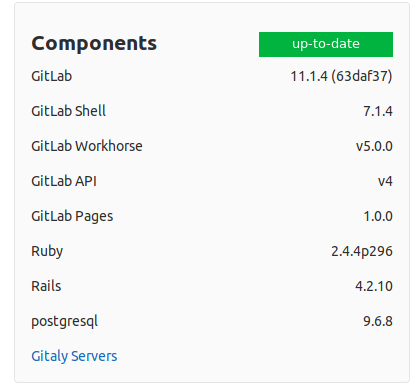 Components up-to-date
GitLab 11.1.4 (63daf37)
GitLab Shell 7.1.4
GitLab Workhorse v5.0.0
GitLab API v4
GitLab Pages 1.0.0
Ruby 2.4.4p296
Rails 4.2.10
postgresql 9.6.8
Gitaly Servers